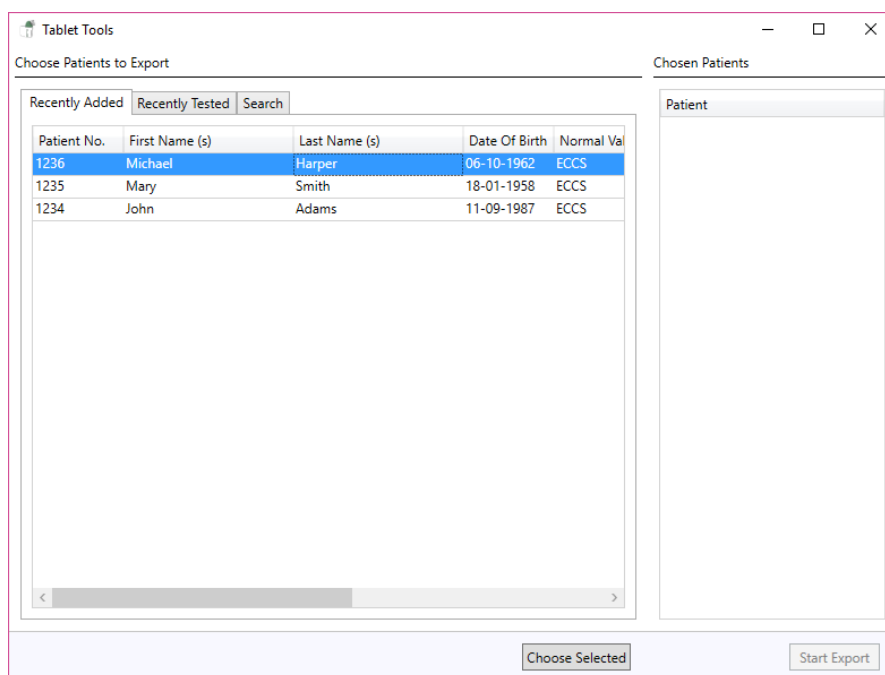 Tablet Tools
Choose Patients to Export
Chosen Patients
Recently Added Recently Tested Search
Patient
Patient No. First Name (s) Last Name (s) Date Of Birth Normal Val
1236 Michael Harper 06-10-1962 ECCS
1235 Mary Smith 18-01-1958 ECCS
1234 John Adams 11-09-1987 ECCS
Choose Selected Start Export